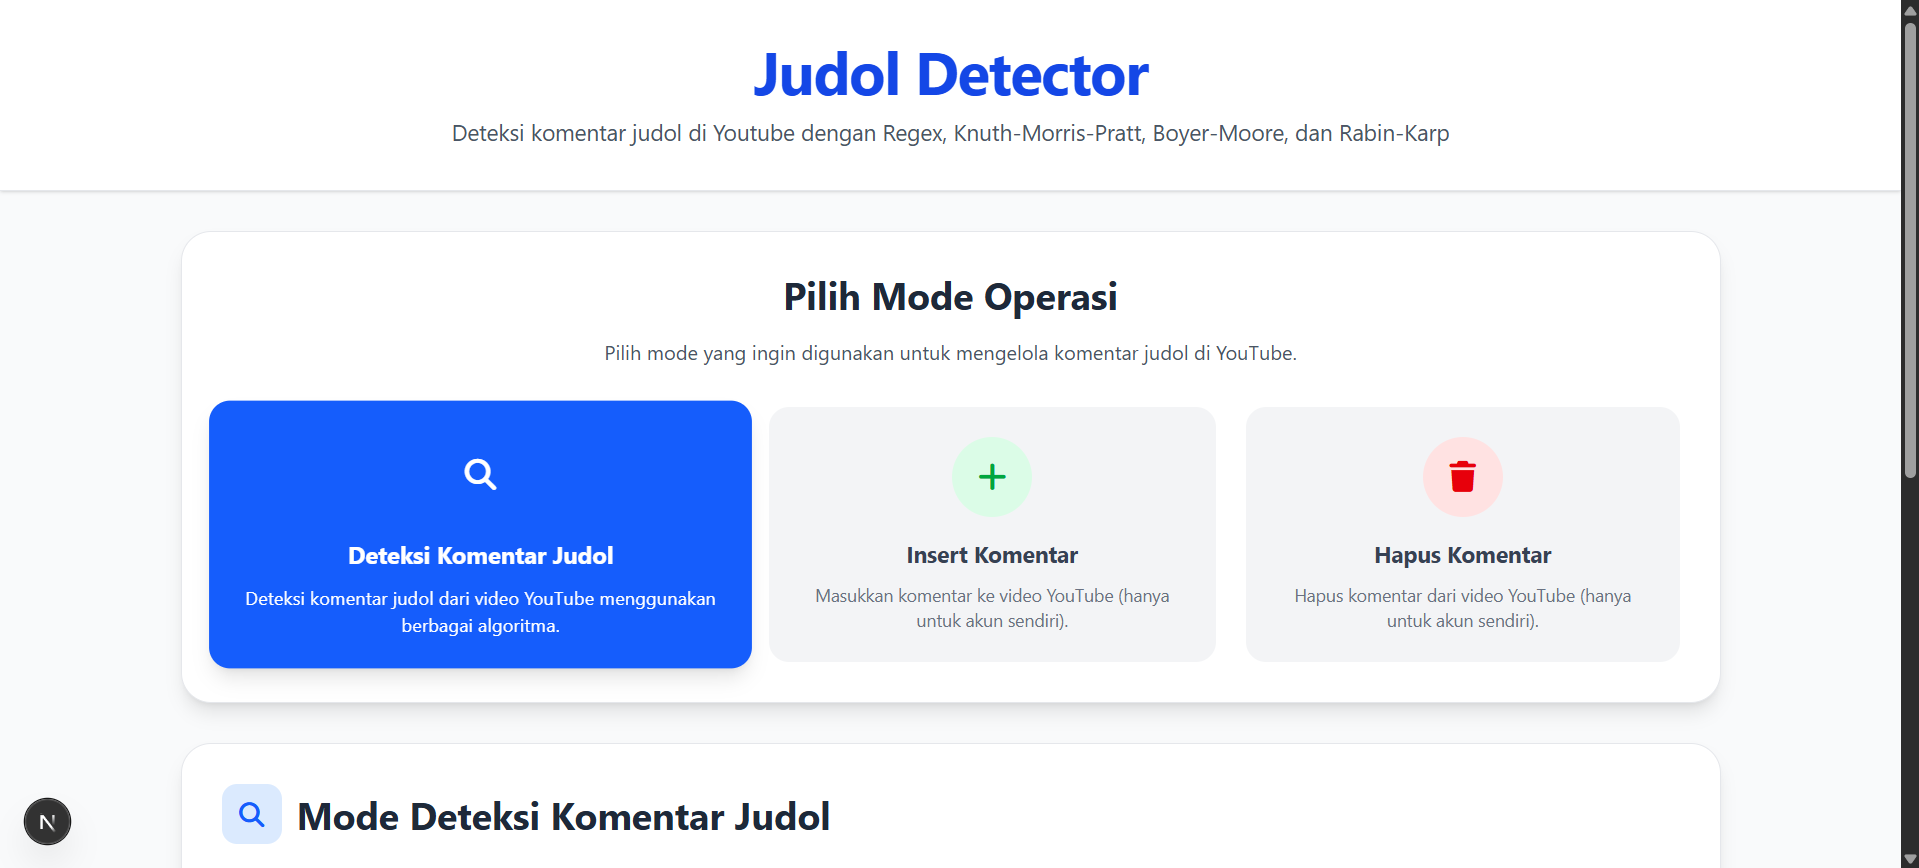 Judol Detector
Deteksi komentar judol di Youtube dengan Regex, Knuth-Morris-Pratt, Boyer-Moore, dan Rabin-Karp
Pilih Mode Operasi
Pilih mode yang ingin digunakan untuk mengelola komentar judol di YouTube.
Deteksi Komentar Judol
Deteksi komentar judol dari video YouTube menggunakan
berbagai algoritma.
Insert Komentar
Masukkan komentar ke video YouTube (hanya
untuk akun sendiri).
Hapus Komentar
Hapus komentar dari video YouTube (hanya
untuk akun sendiri).
Mode Deteksi Komentar Judol
N